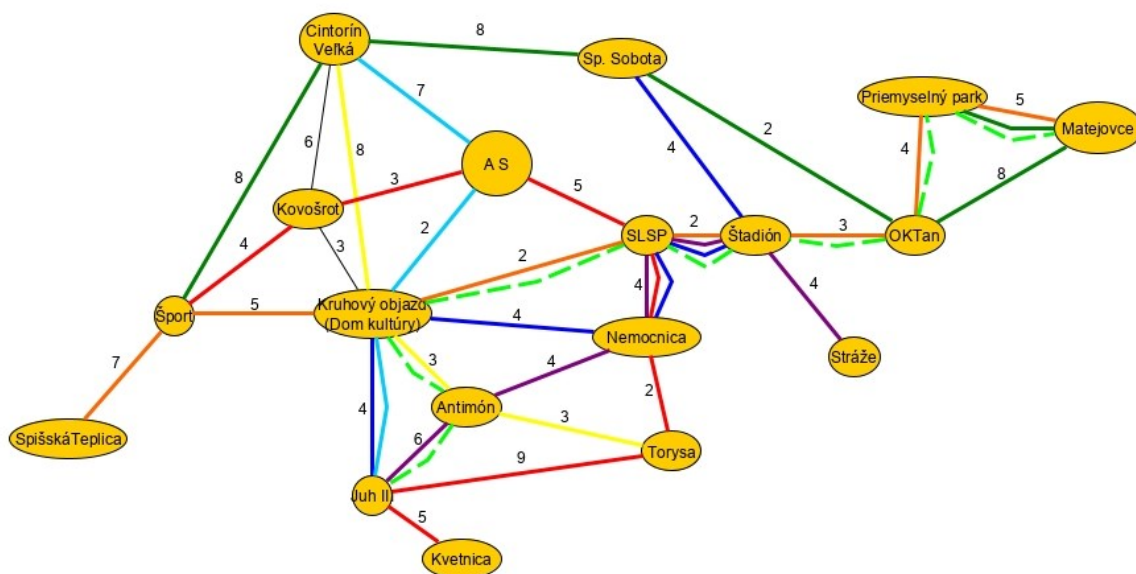 8
Cintorín
Veľká
Sp. Sobota
7
Priemyselný park
5
Matejovce
6
8
2
4
4
8
A S
3
5
8
Kovošrot
4
3
2
2
SLSP
2
Štadión
3
OKTan
4
4
Šport
5
Kruhový objazd
(Dom kultúry)
4
Nemocnica
Stráže
7
3
4
2
4
Antimón
3
SpišskáTeplica
6
9
Torysa
Juh II.
5
Kvetnica